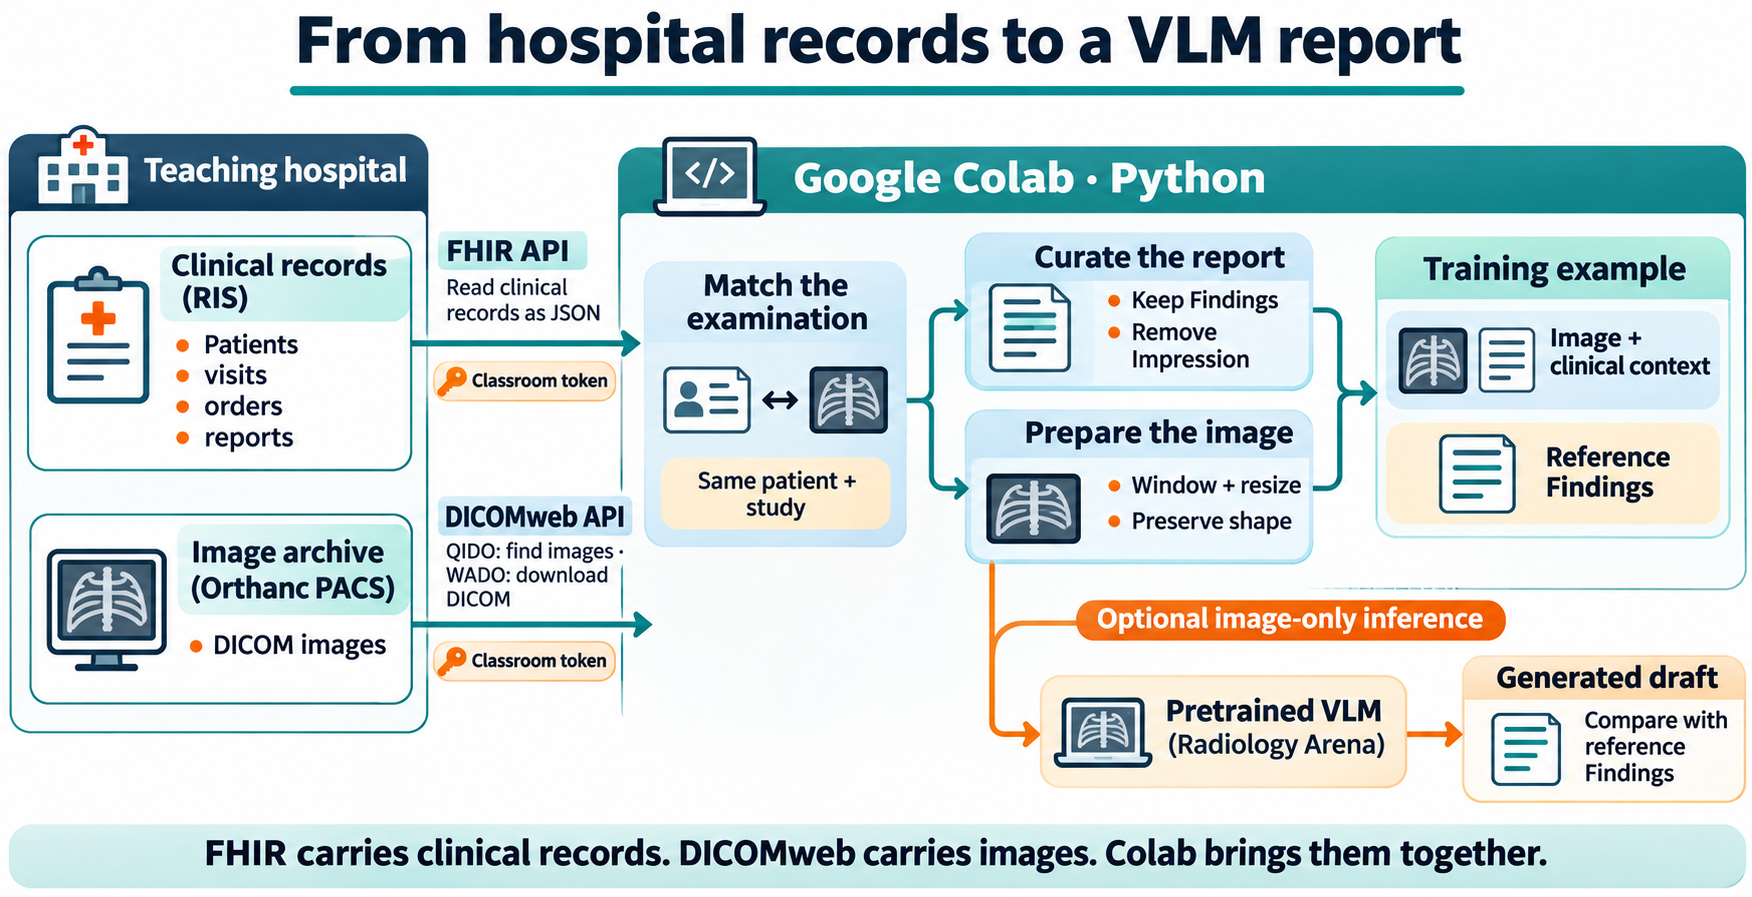 From hospital records to a VLM report
Teaching hospital
Clinical records
(RIS)
Patients
visits
orders
reports
Image archive
(Orthanc PACS)
DICOM images
FHIR API
Read clinical
records as JSON
Classroom token
DICOMweb API
QIDO: find images ·
WADO: download
DICOM
Classroom token
</>
Google Colab · Python
Match the
examination
Same patient +
study
Curate the report
Keep Findings
Remove
Impression
Prepare the image
Window + resize
Preserve shape
Training example
Image +
clinical context
Reference
Findings
Optional image-only inference
Pretrained VLM
(Radiology Arena)
Generated draft
Compare with
reference
Findings
FHIR carries clinical records. DICOMweb carries images. Colab brings them together.